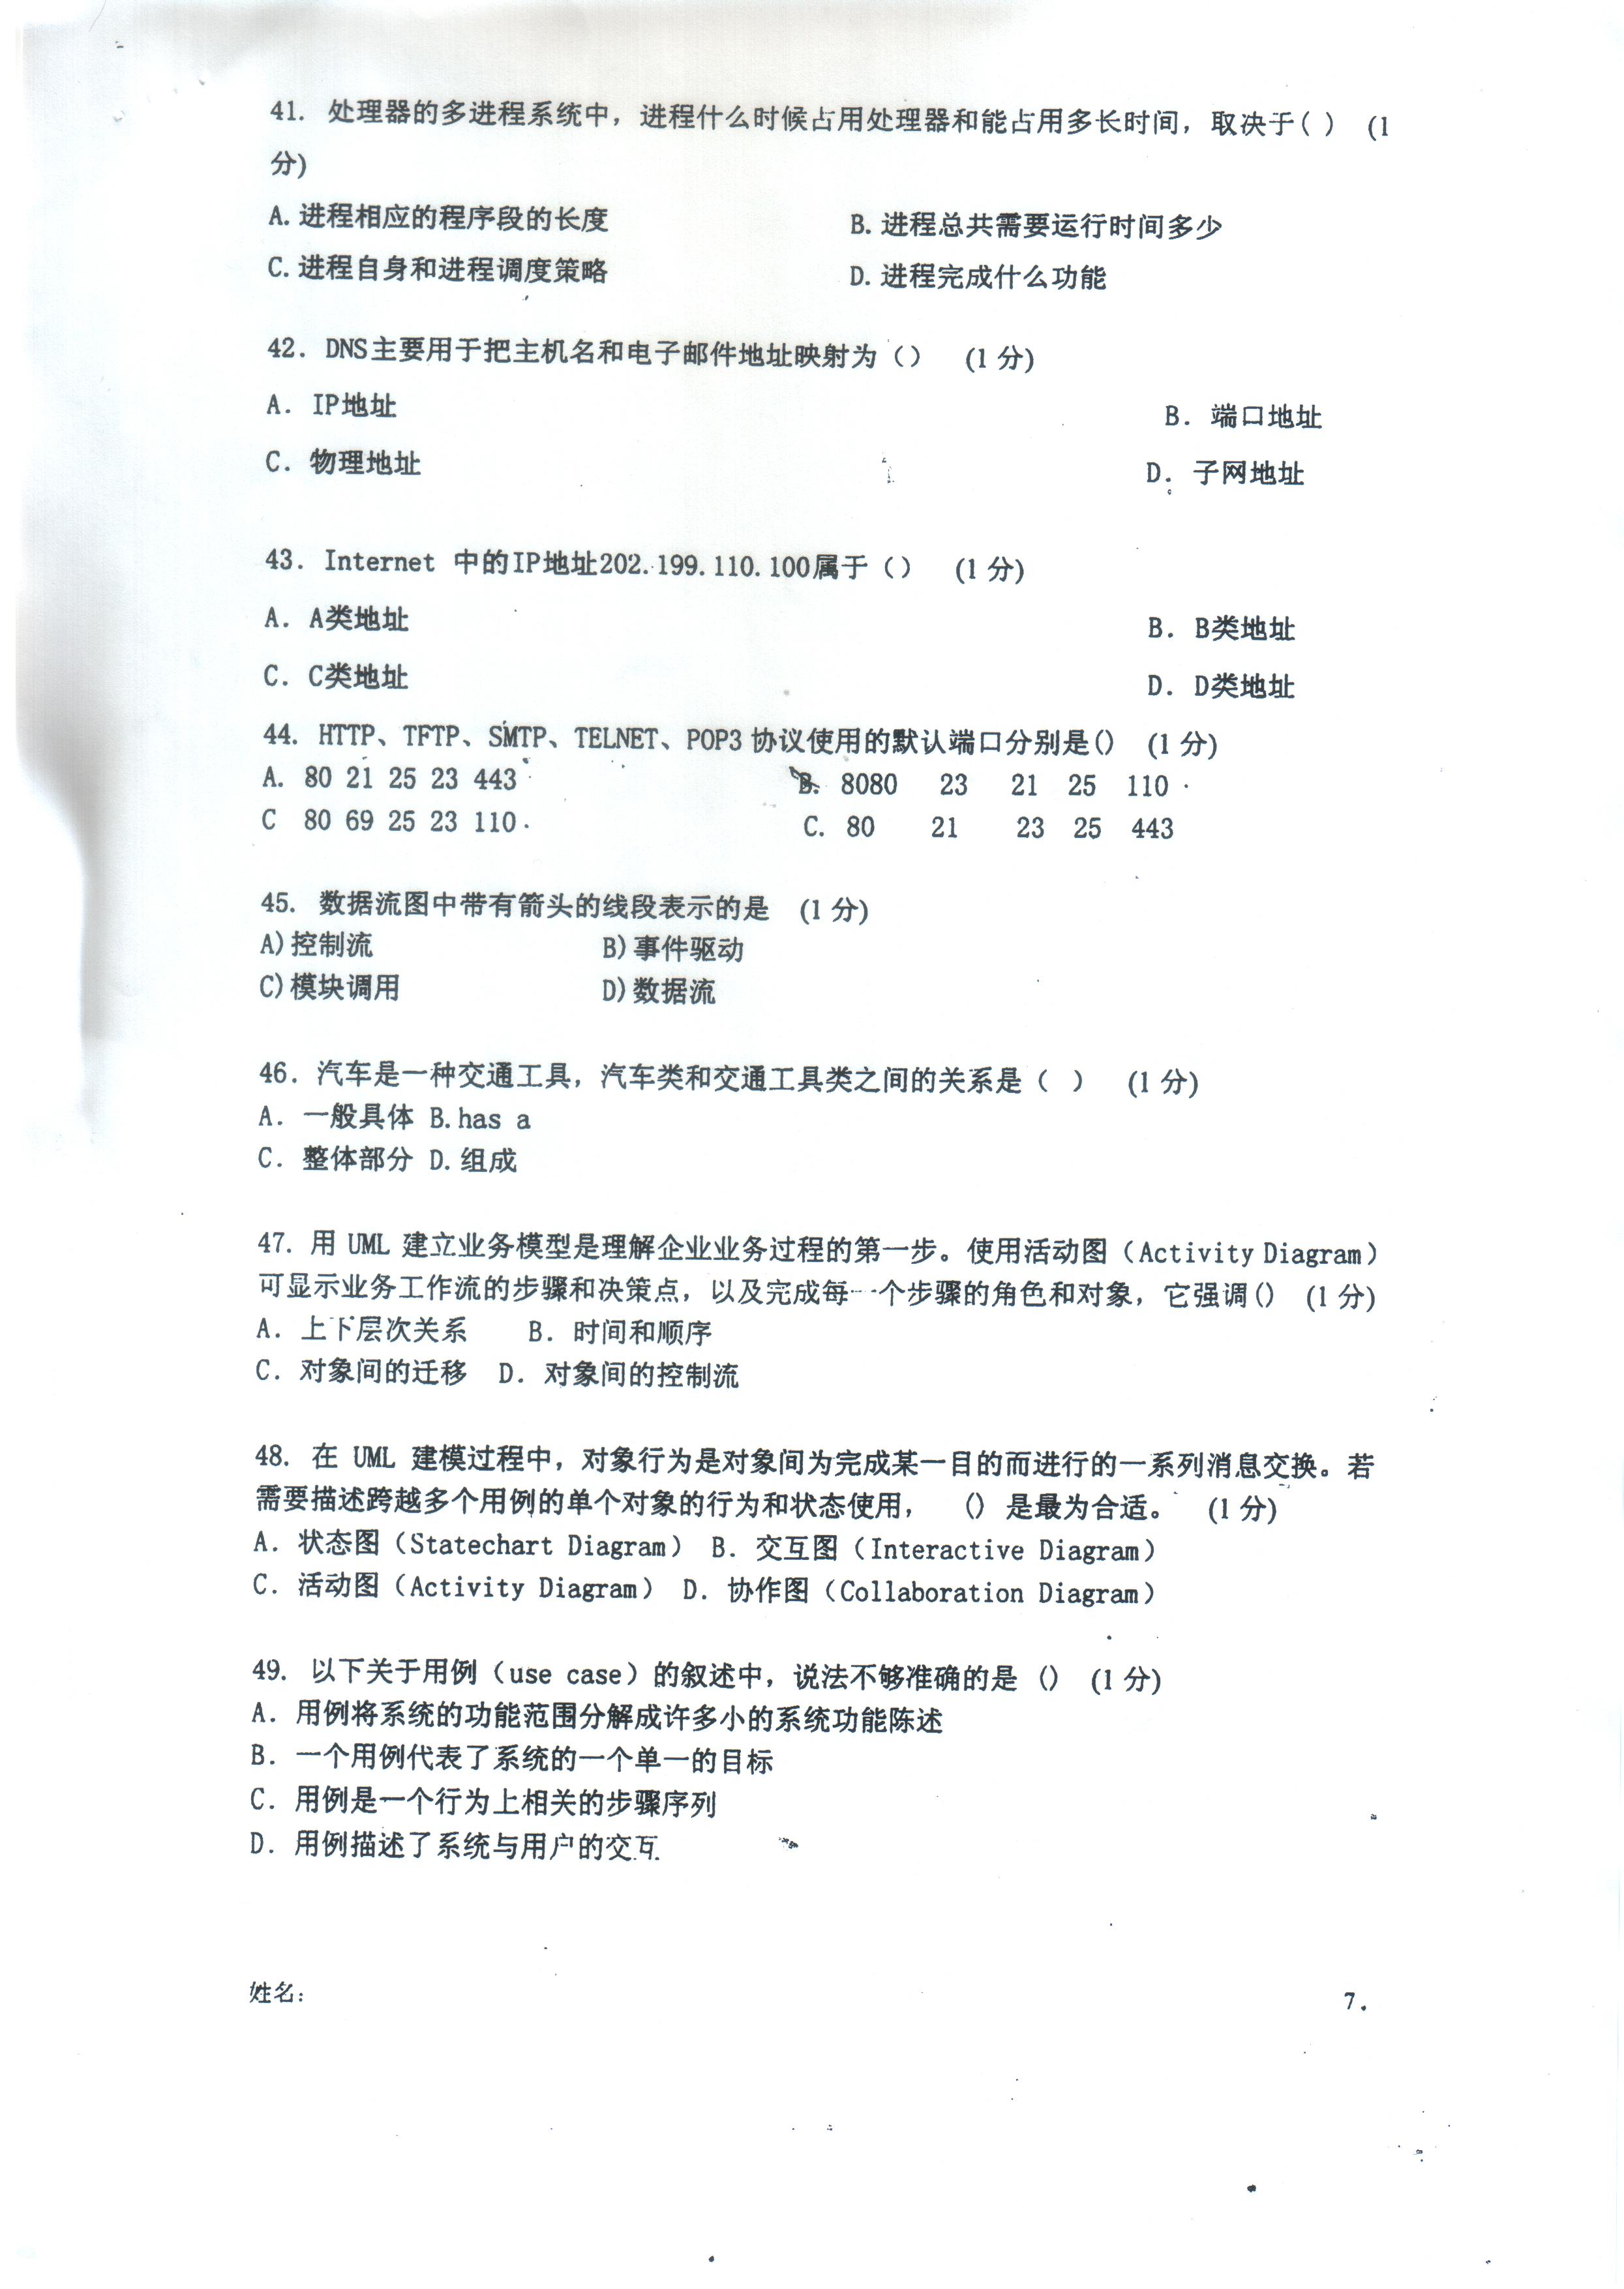 41. 处理器的多进程系统中，进程什么时候占用处理器和能占用多长时间，取决于( ) (1
分)
A. 进程相应的程序段的长度 B. 进程总共需要运行时间多少
C. 进程自身和进程调度策略 D. 进程完成什么功能
42. DNS主要用于把主机名和电子邮件地址映射为（） (1 分)
A. IP地址 B. 端口地址
C. 物理地址 D. 子网地址
43. Internet 中的IP地址202.199.110.100属于（） (1 分)
A. A类地址 B. B类地址
C. C类地址 D. D类地址
44. HTTP、TFTP、SMTP、TELNET、POP3 协议使用的默认端口分别是() (1 分)
A. 80 21 25 23 443 B. 8080 23 21 25 110
C 80 69 25 23 110 C. 80 21 23 25 443
45. 数据流图中带有箭头的线段表示的是 (1 分)
A)控制流 B)事件驱动
C)模块调用 D)数据流
46. 汽车是一种交通工具，汽车类和交通工具类之间的关系是（ ） (1 分)
A. 一般具体 B. has a
C. 整体部分 D. 组成
47. 用 UML 建立业务模型是理解企业业务过程的第一步。使用活动图（Activity Diagram）
可显示业务工作流的步骤和决策点，以及完成每一个步骤的角色和对象，它强调() (1 分)
A. 上下层次关系 B. 时间和顺序
C. 对象间的迁移 D. 对象间的控制流
48. 在 UML 建模过程中，对象行为是对象间为完成某一目的而进行的一系列消息交换。若
需要描述跨越多个用例的单个对象的行为和状态使用， () 是最为合适。 (1 分)
A. 状态图（Statechart Diagram） B. 交互图（Interactive Diagram）
C. 活动图（Activity Diagram） D. 协作图（Collaboration Diagram）
49. 以下关于用例（use case）的叙述中，说法不够准确的是 () (1 分)
A. 用例将系统的功能范围分解成许多小的系统功能陈述
B. 一个用例代表了系统的一个单一的目标
C. 用例是一个行为上相关的步骤序列
D. 用例描述了系统与用户的交互
姓名: 7.